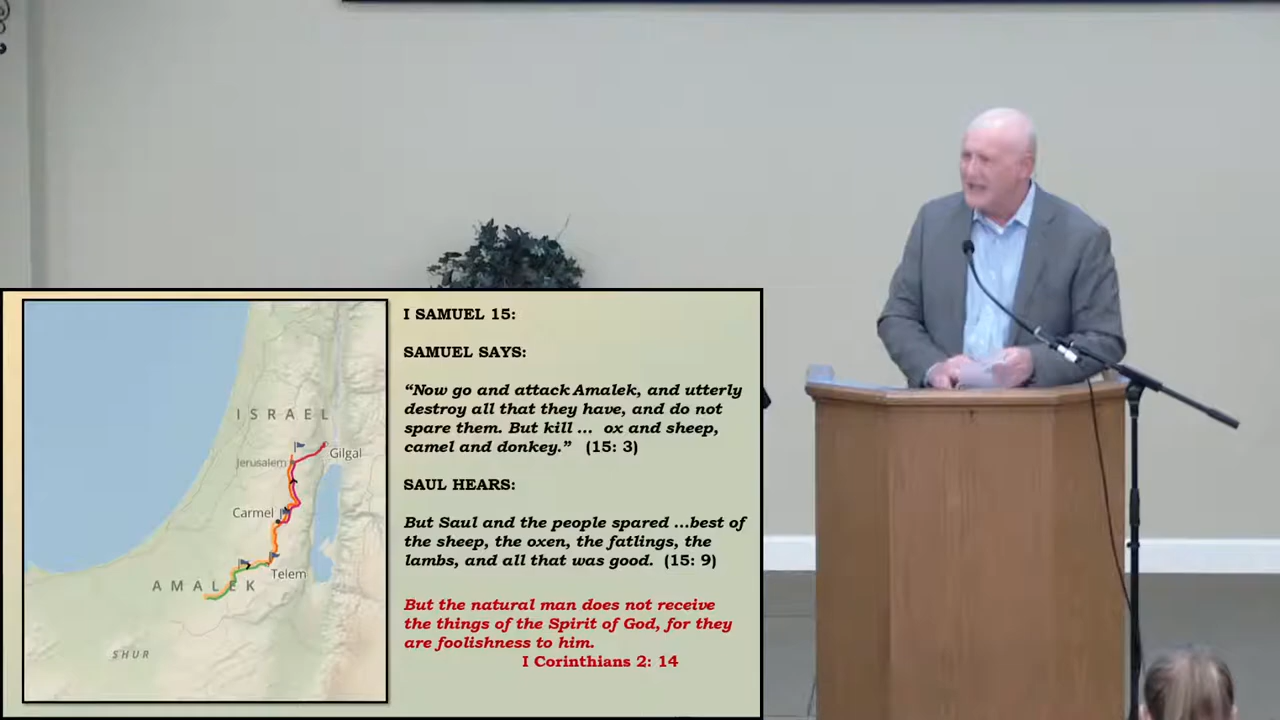 ISRAEL
Gilgal
Jerusalem
Carmel
Telem
AMALEK
SHUR
I SAMUEL 15:
SAMUEL SAYS:
“Now go and attack Amalek, and utterly
destroy all that they have, and do not
spare them. But kill ... ox and sheep,
camel and donkey.” (15: 3)
SAUL HEARS:
But Saul and the people spared ...best of
the sheep, the oxen, the fatlings, the
lambs, and all that was good. (15: 9)
But the natural man does not receive
the things of the Spirit of God, for they
are foolishness to him.
I Corinthians 2: 14